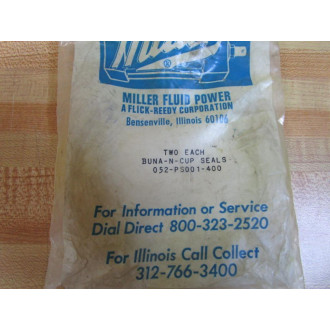 Miller
®
MILLER FLUID POWER
A FLICK-REEDY CORPORATION
Bensenville, Illinois 60106
TWO EACH
BUNA-N-CUP SEALS
052-PS001-400
For Information or Service
Dial Direct 800-323-2520
For Illinois Call Collect
312-766-3400